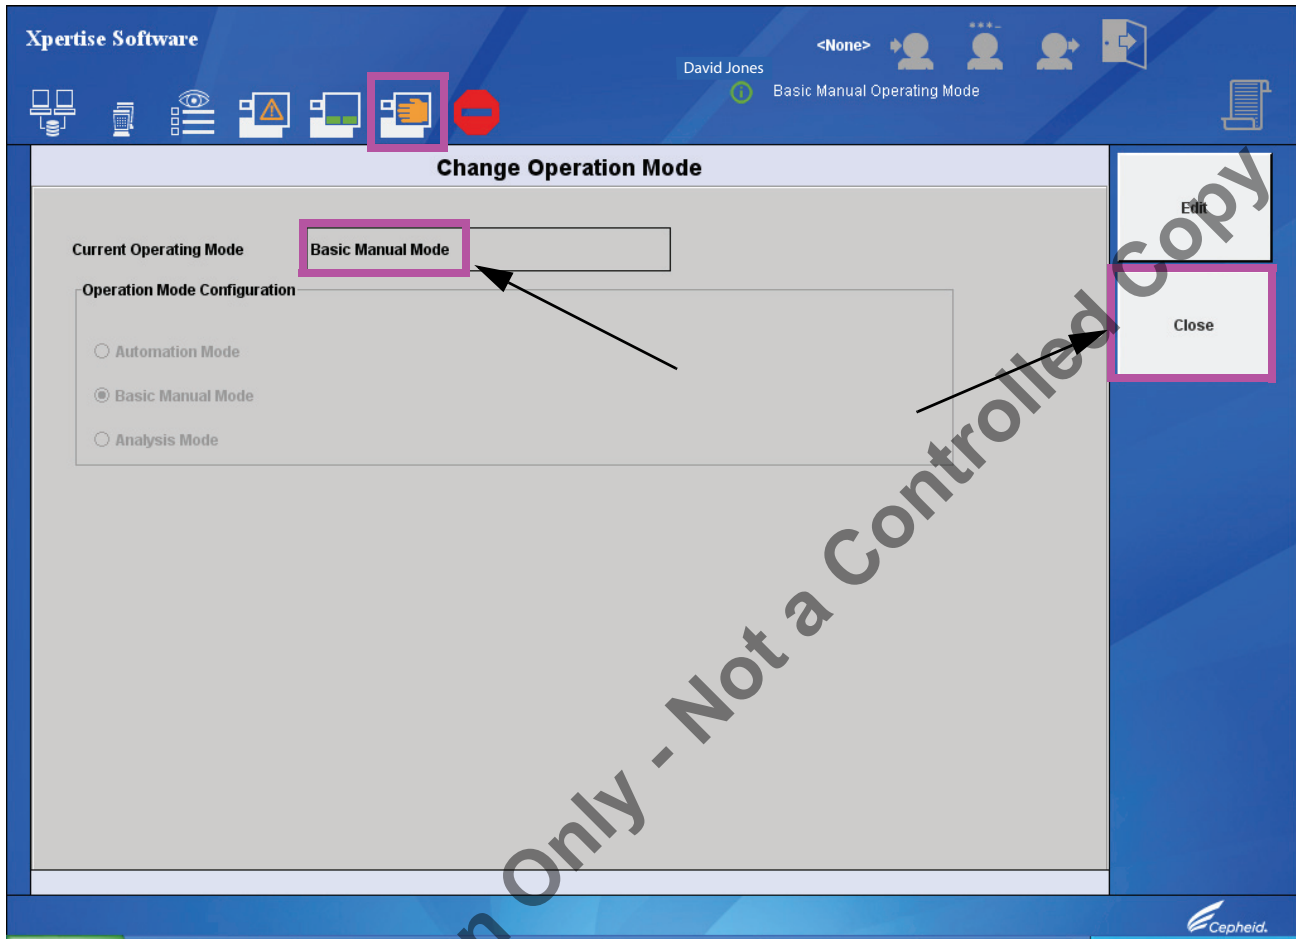 Xpertise Software
<None>
***_
David Jones
Basic Manual Operating Mode
Change Operation Mode
Edit
Current Operating Mode
Basic Manual Mode
Operation Mode Configuration
Close
Automation Mode
Basic Manual Mode
Analysis Mode
n Only - Not a Controlled Copy
Cepheid.